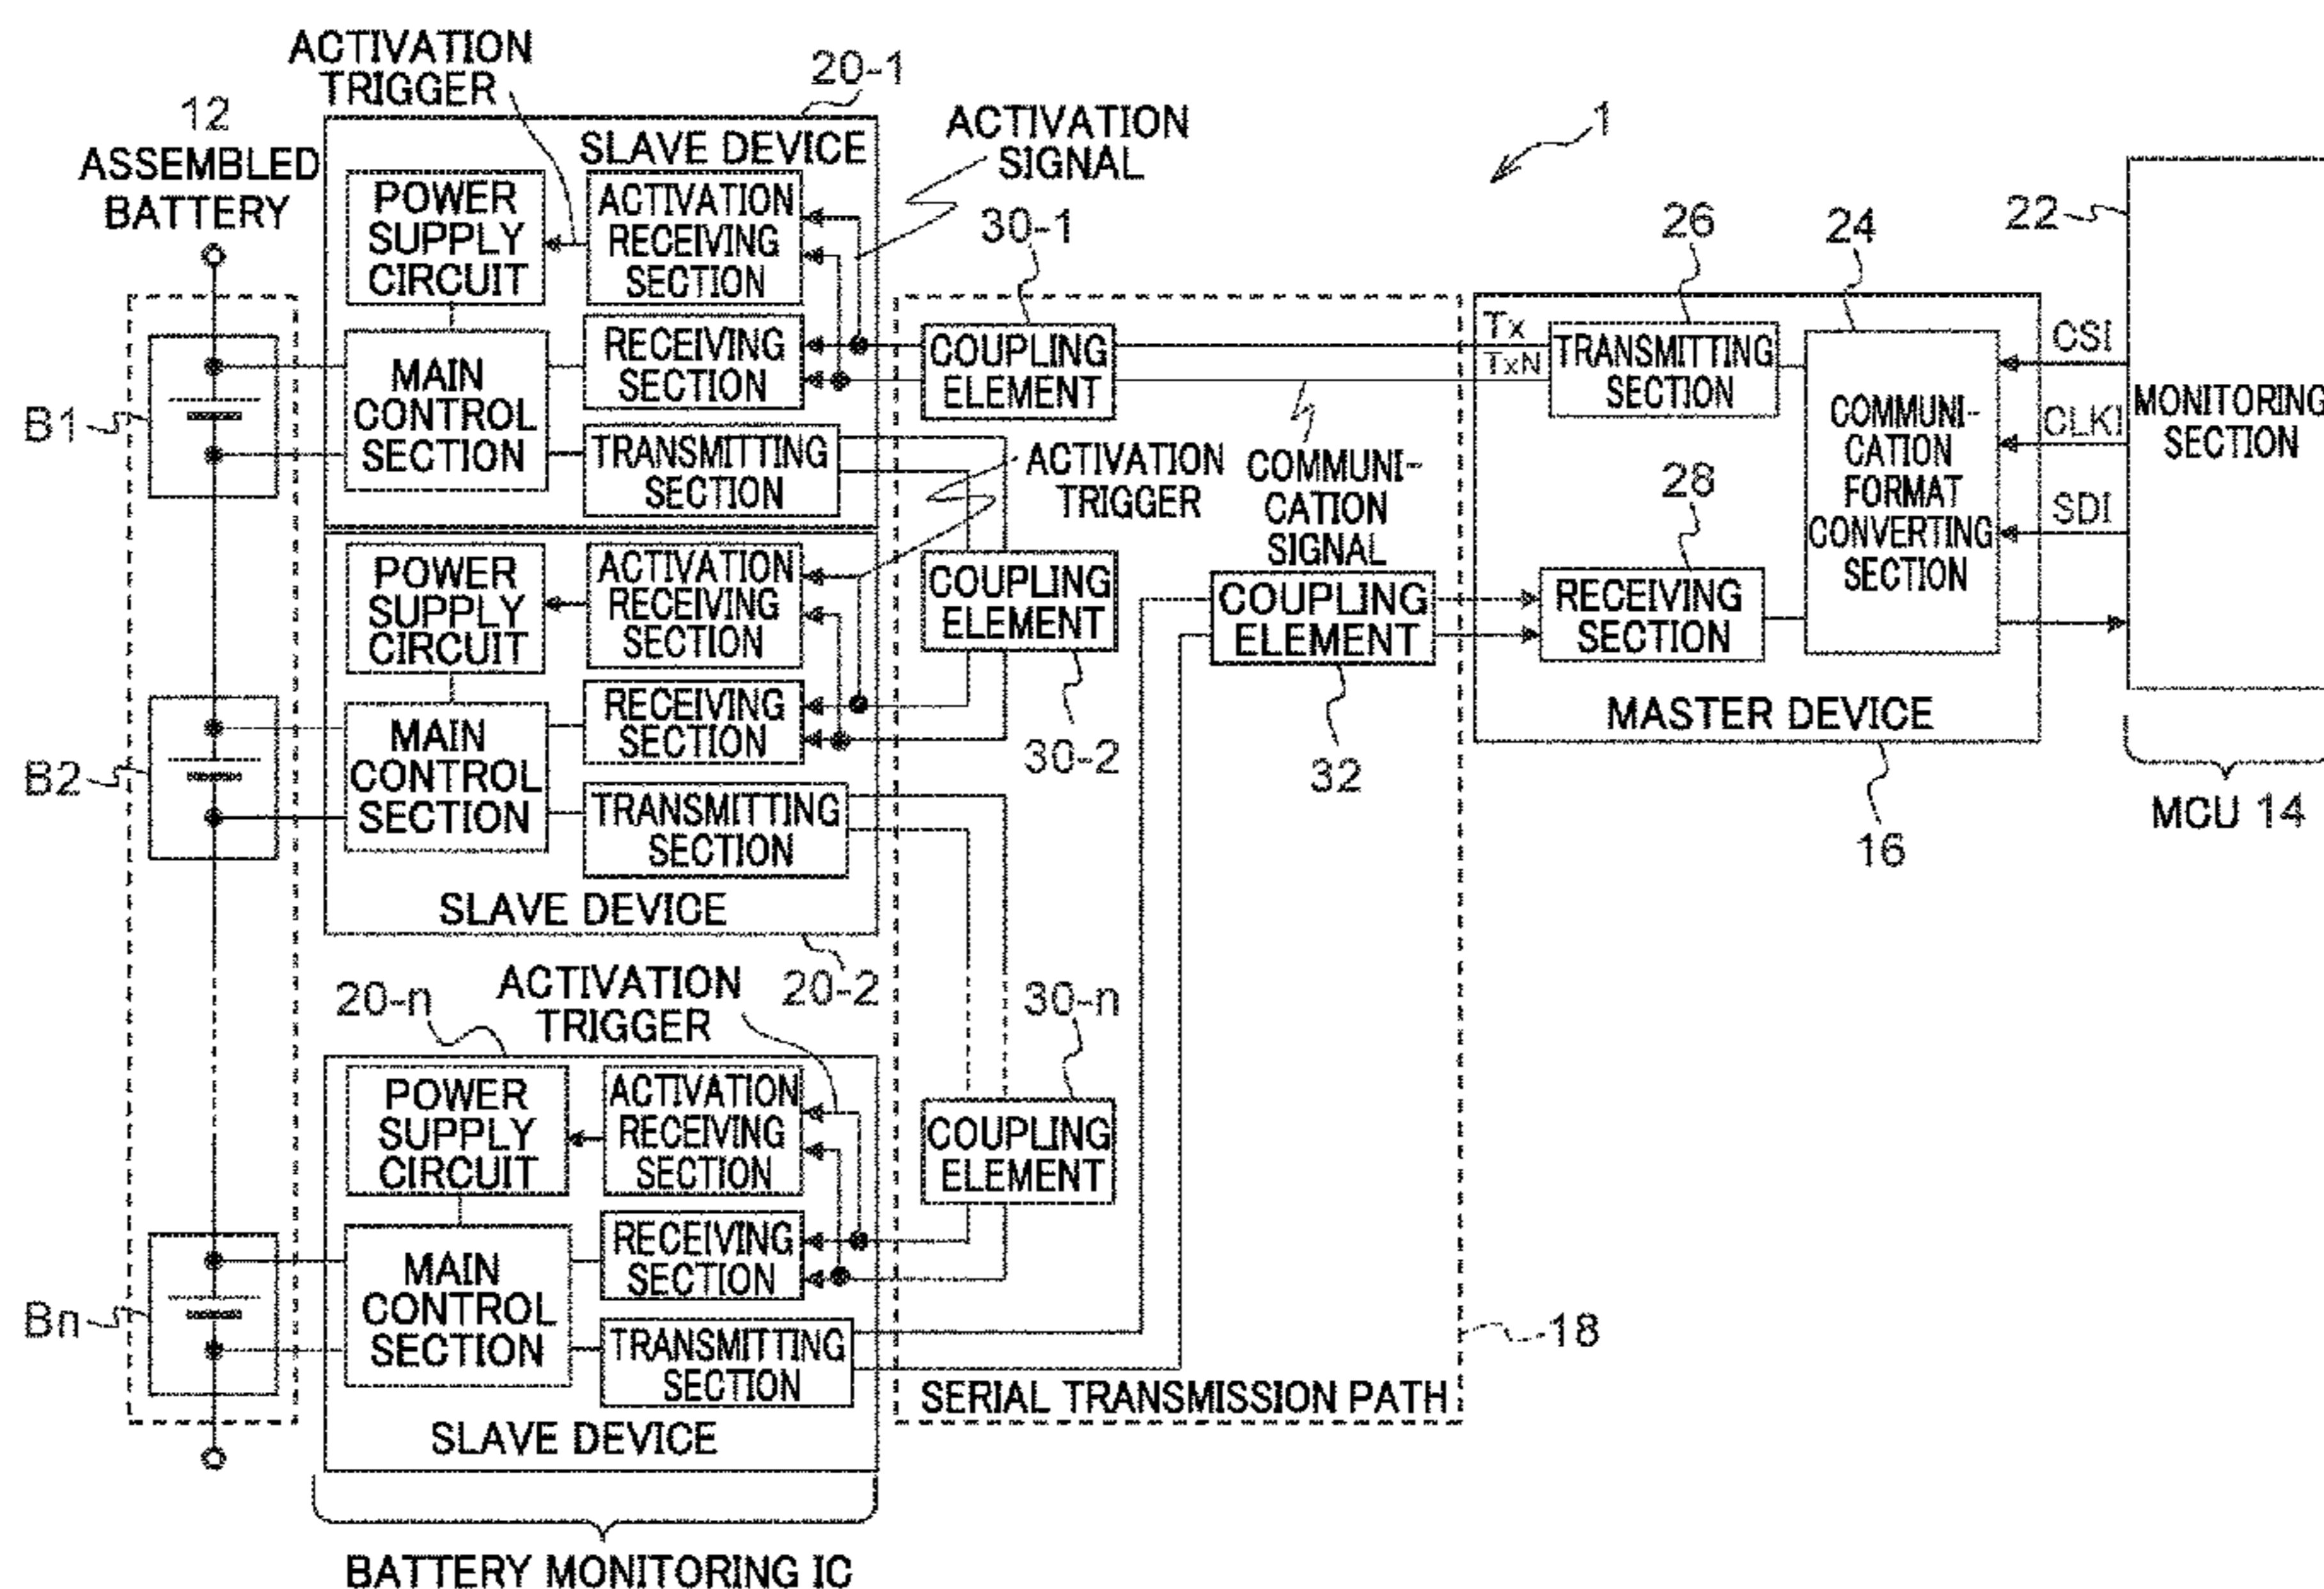 ACTIVATION
TRIGGER
20-1
12
ASSEMBLED
BATTERY
SLAVE DEVICE
ACTIVATION
SIGNAL
1
POWER
SUPPLY
CIRCUIT
ACTIVATION
RECEIVING
SECTION
30-1
26
24
22
RECEIVING
SECTION
COUPLING
ELEMENT
Tx
TxN
TRANSMITTING
SECTION
CSI
B1
MAIN
CONTROL
SECTION
TRANSMITTING
SECTION
ACTIVATION
TRIGGER
COMMUNI-
CATION
SIGNAL
28
COMMUNI-
CATION
FORMAT
CONVERTING
SECTION
CLKI
SDI
MONITORING
SECTION
POWER
SUPPLY
CIRCUIT
ACTIVATION
RECEIVING
SECTION
COUPLING
ELEMENT
COUPLING
ELEMENT
RECEIVING
SECTION
B2
MAIN
CONTROL
SECTION
RECEIVING
SECTION
30-2
32
MASTER DEVICE
16
MCU 14
TRANSMITTING
SECTION
SLAVE DEVICE
20-2
20-n
ACTIVATION
TRIGGER
30-n
POWER
SUPPLY
CIRCUIT
ACTIVATION
RECEIVING
SECTION
COUPLING
ELEMENT
Bn
MAIN
CONTROL
SECTION
RECEIVING
SECTION
TRANSMITTING
SECTION
18
SERIAL TRANSMISSION PATH
SLAVE DEVICE
BATTERY MONITORING IC